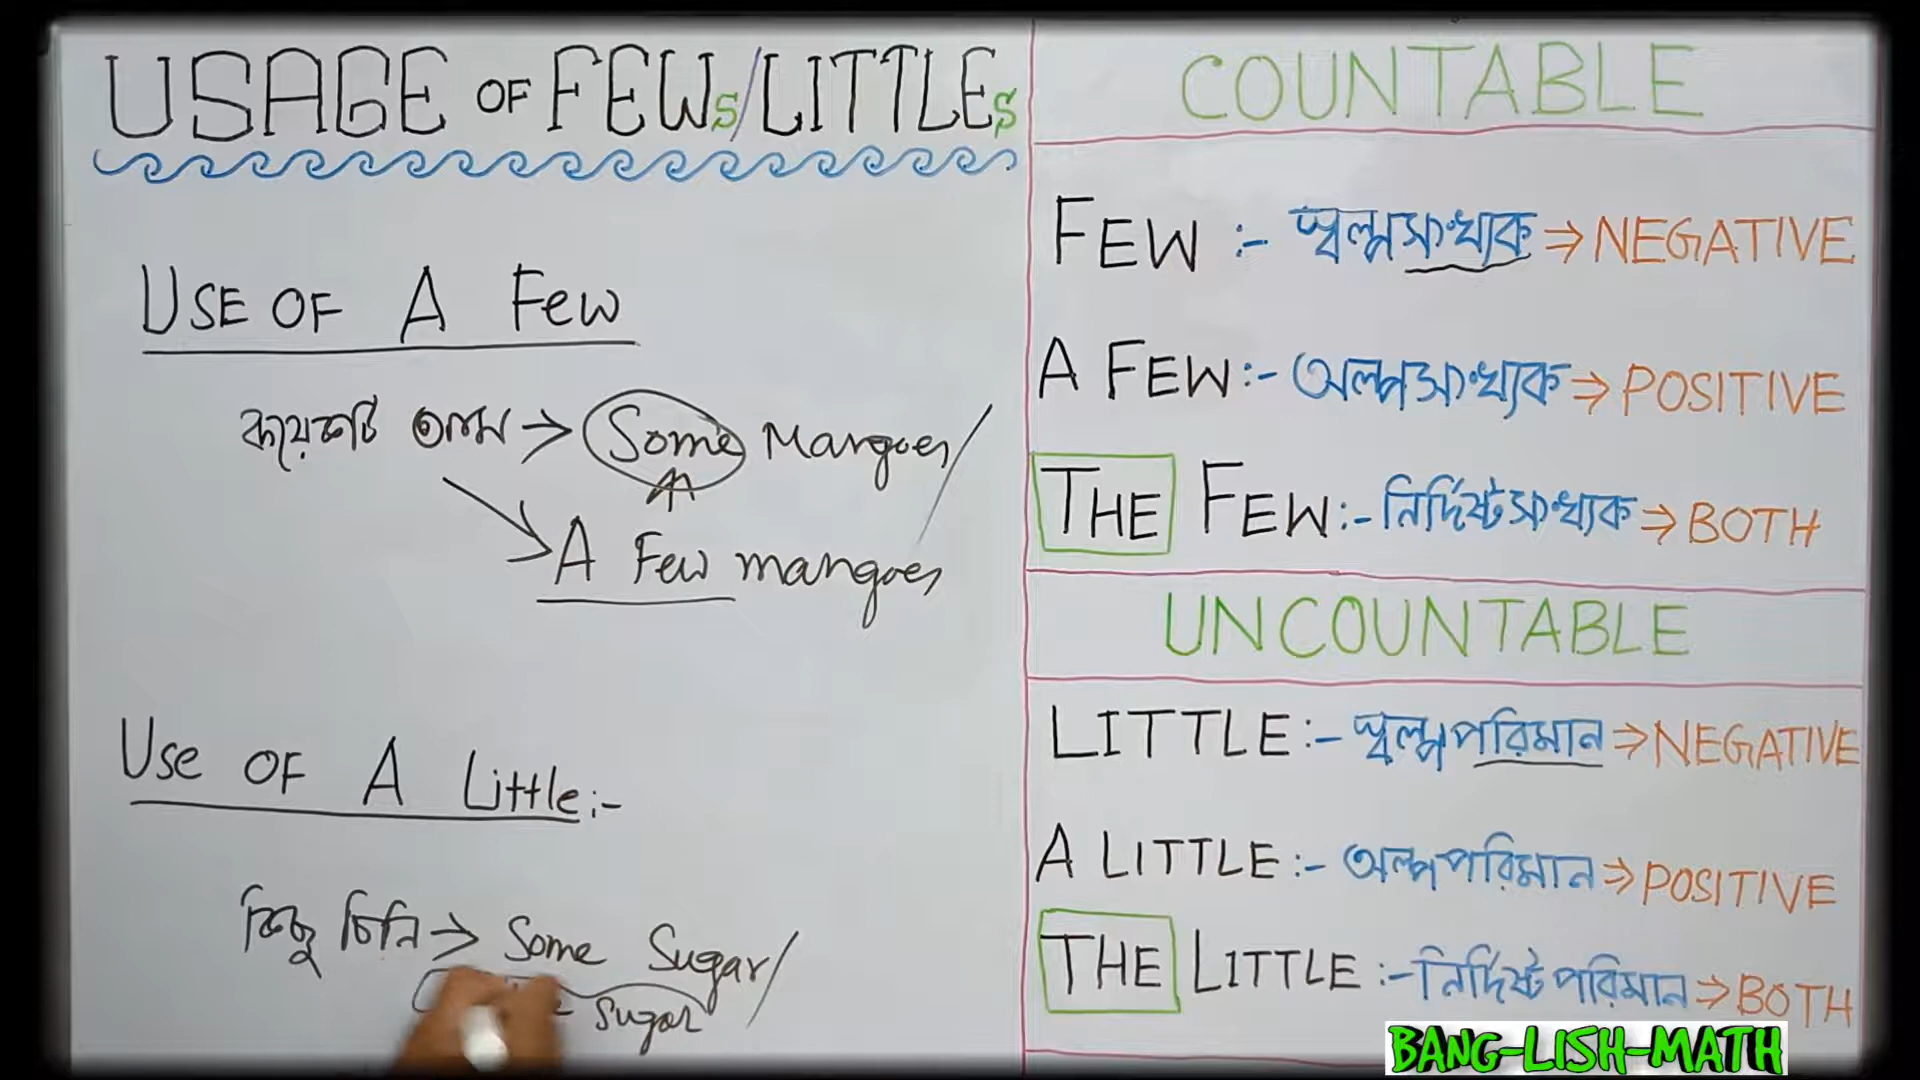 USAGE OF FEWs/LITTLEs
USE OF A Few
কয়েকটি আম → Some Mangoes/
A Few mangoes
Use OF A Little:-
কিছু চিনি → Some Sugar/
Sugar
COUNTABLE
FEW :- স্বল্পসংখ্যক ⇒ NEGATIVE
A FEW:- অল্পসংখ্যক ⇒ POSITIVE
THE FEW:- নির্দিষ্টসংখ্যক ⇒ BOTH
UNCOUNTABLE
LITTLE:- স্বল্পপরিমান ⇒ NEGATIVE
A LITTLE:- অল্পপরিমান ⇒ POSITIVE
THE LITTLE:- নির্দিষ্টপরিমান ⇒ BOTH
BANG-LISH-MATH